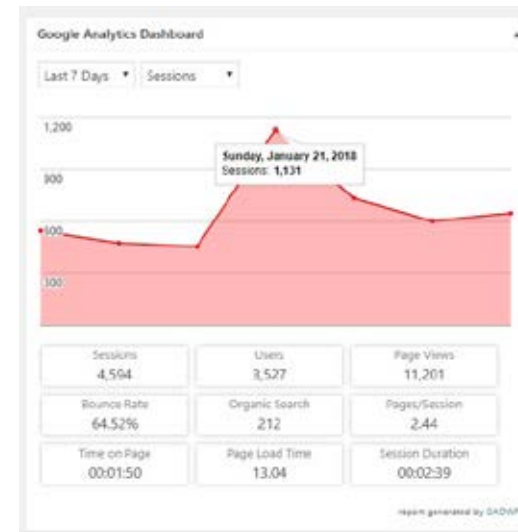 Google Analytics Dashboard
Last 7 Days Sessions
1,200
Sunday, January 21, 2018
Sessions: 1,131
900
600
300
Sessions Users Page Views
4,594 3,527 11,201
Bounce Rate Organic Search Pages/Session
64.52% 212 2.44
Time on Page Page Load Time Session Duration
00:01:50 13.04 00:02:39
report generated by GADWP